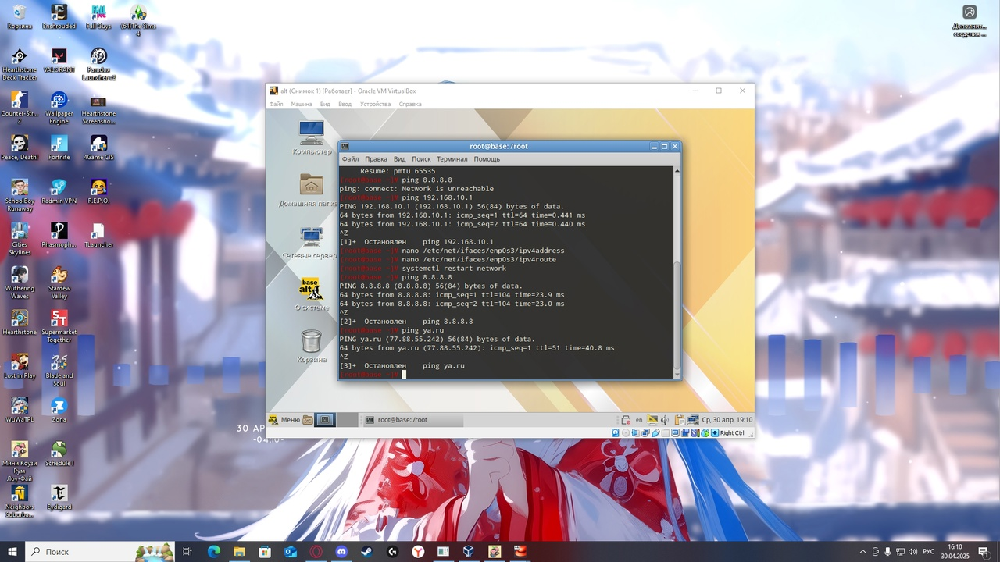 Корзина
Enshrouded
Fall Guys
(64)The Sims 4
Дополнит... сведения ...
Hearthstone Deck Tracker
VALORANT
Paradox Launcher v2
Counter-Str... 2
Wallpaper Engine
Hearthstone Screensho...
Peace, Death!
Fortnite
4Game CIS
SchoolBoy Runaway
Radmin VPN
R.E.P.O.
Cities Skylines
Phasmoph...
TLauncher
Wuthering Waves
Stardew Valley
Hearthstone
Supermarket Together
Lost in Play
Blade and Soul
WuWaTPL
Zona
Мини Коузи Рум Лоу-Фай
Schedule I
Neighbors Suburba...
Eydigard
30 АР
-04:10-
alt (Снимок 1) [Работает] - Oracle VM VirtualBox
Файл Машина Вид Ввод Устройства Справка
Компьютер
Домашняя папка
Сетевые сервер
base alt
О системе
Корзина
root@base: /root
Файл Правка Вид Поиск Терминал Помощь
Resume: pmtu 65535
[root@base ~]# ping 8.8.8.8
ping: connect: Network is unreachable
[root@base ~]# ping 192.168.10.1
PING 192.168.10.1 (192.168.10.1) 56(84) bytes of data.
64 bytes from 192.168.10.1: icmp_seq=1 ttl=64 time=0.441 ms
64 bytes from 192.168.10.1: icmp_seq=2 ttl=64 time=0.440 ms
^Z
[1]+ Остановлен ping 192.168.10.1
[root@base ~]# nano /etc/net/ifaces/enp0s3/ipv4address
[root@base ~]# nano /etc/net/ifaces/enp0s3/ipv4route
[root@base ~]# systemctl restart network
[root@base ~]# ping 8.8.8.8
PING 8.8.8.8 (8.8.8.8) 56(84) bytes of data.
64 bytes from 8.8.8.8: icmp_seq=1 ttl=104 time=23.9 ms
64 bytes from 8.8.8.8: icmp_seq=2 ttl=104 time=23.0 ms
^Z
[2]+ Остановлен ping 8.8.8.8
[root@base ~]# ping ya.ru
PING ya.ru (77.88.55.242) 56(84) bytes of data.
64 bytes from ya.ru (77.88.55.242): icmp_seq=1 ttl=51 time=40.8 ms
^Z
[3]+ Остановлен ping ya.ru
[root@base ~]#
Меню
root@base: /root
en
Ср, 30 апр, 19:10
Right Ctrl
Поиск
РУС
16:10
30.04.2025